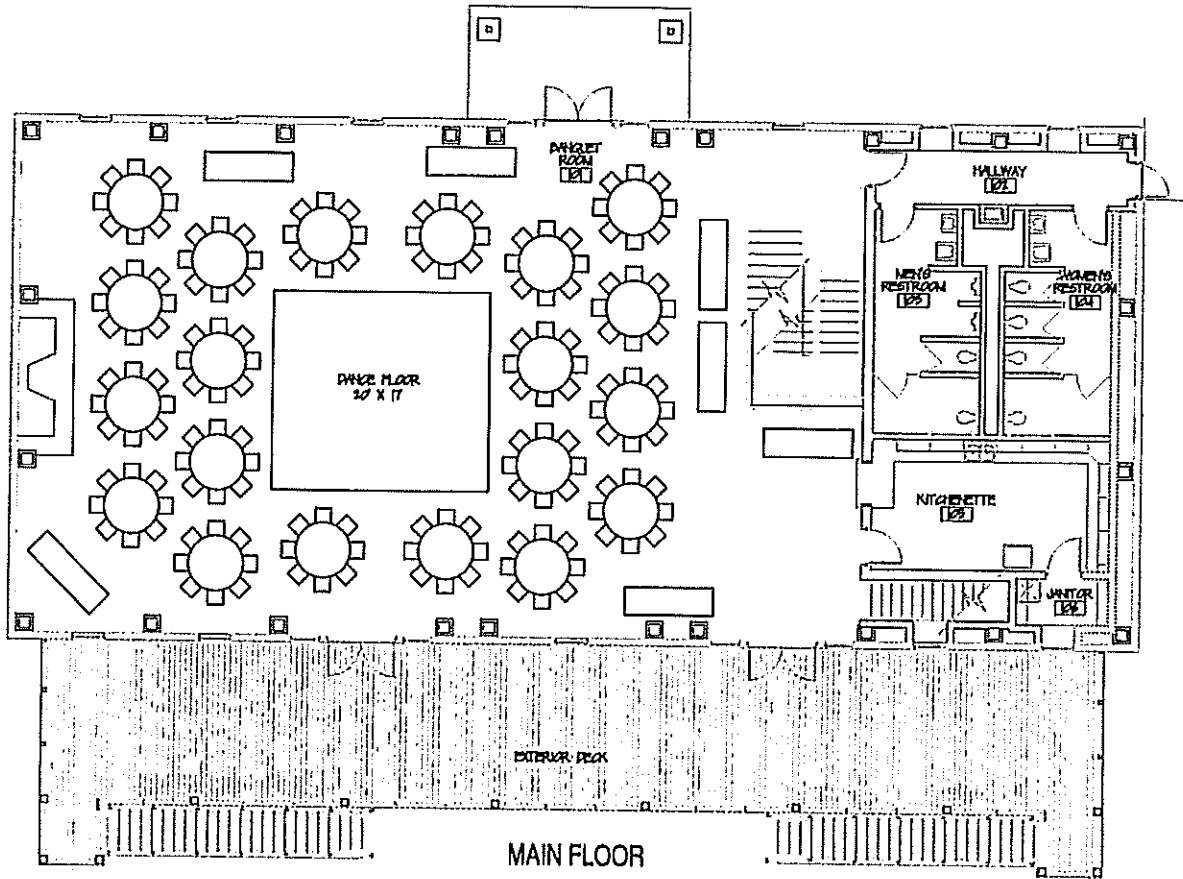 BANQUET
ROOM
101
HALLWAY
102
MEN'S
RESTROOM
103
WOMEN'S
RESTROOM
104
DANCE FLOOR
20' X 17'
KITCHENETTE
105
JANITOR
106
EXTERIOR DECK
MAIN FLOOR